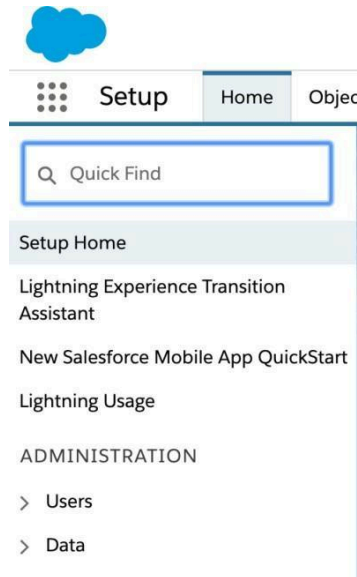 Setup Home Objec
Quick Find
Setup Home
Lightning Experience Transition
Assistant
New Salesforce Mobile App QuickStart
Lightning Usage
ADMINISTRATION
Users
Data